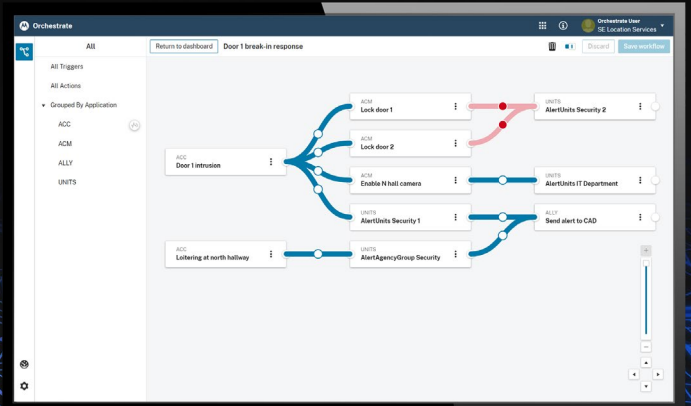 Orchestrate
Orchestrate User
SE Location Services
All
Return to dashboard
Door 1 break-in response
Discard
Save workflow
All Triggers
All Actions
Grouped By Application
ACC
ACM
ALLY
UNITS
ACM
Lock door 1
UNITS
AlertUnits Security 2
ACM
Lock door 2
ACC
Door 1 intrusion
ACM
Enable N hall camera
UNITS
AlertUnits IT Department
UNITS
AlertUnits Security 1
ALLY
Send alert to CAD
ACC
Loitering at north hallway
UNITS
AlertAgencyGroup Security